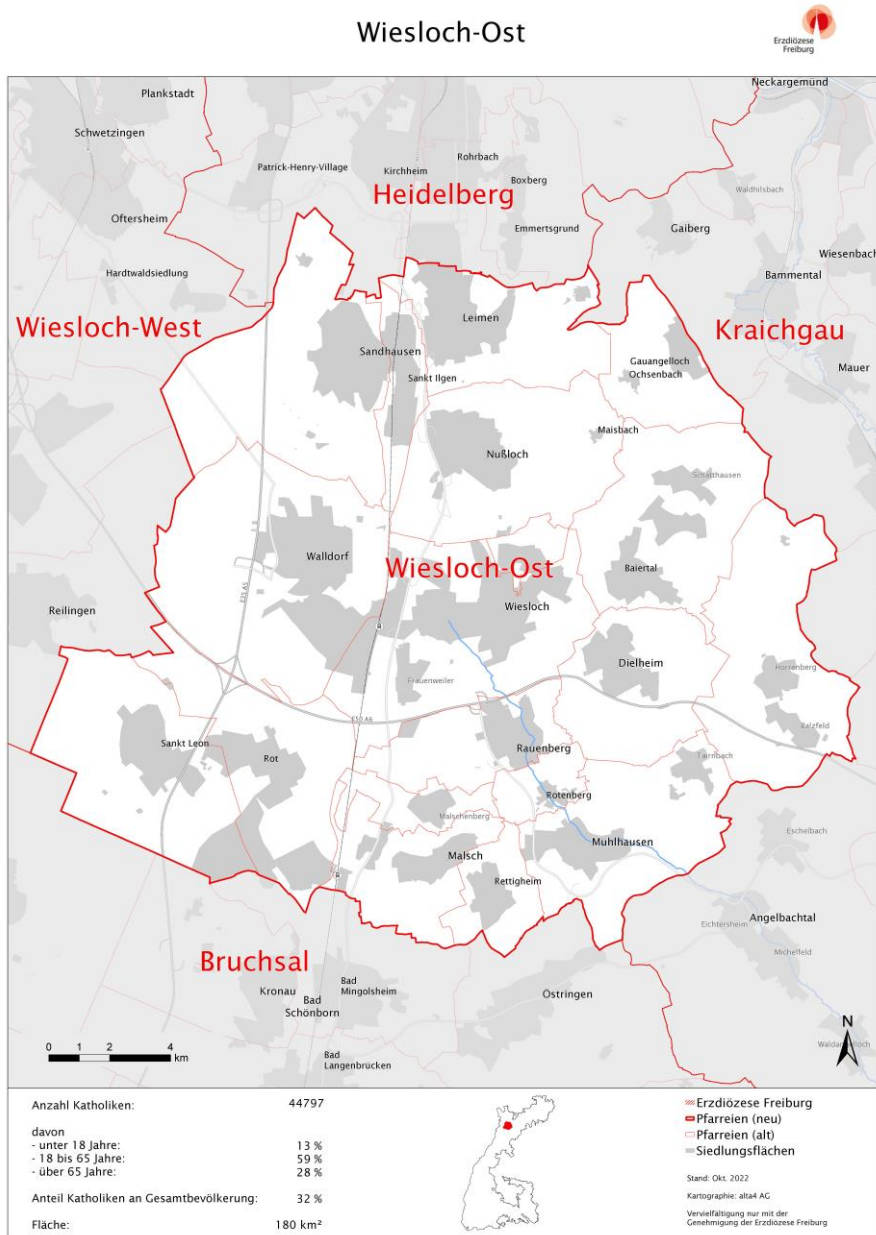 Wiesloch-Ost
Erzdiözese
Freiburg
Neckargemünd
Plankstadt
Schwetzingen
Rohrbach
Patrick-Henry-Village
Kirchheim
Boxberg
Waldhilsbach
Heidelberg
Oftersheim
Emmertsgrund
Gaiberg
Wiesenbach
Hardtwaldsiedlung
Bammental
Wiesloch-West
Leimen
Kraichgau
Sandhausen
Gauangelloch
Ochsenbach
Mauer
Sankt Ilgen
Maisbach
Nußloch
Schatthausen
Walldorf
Wiesloch-Ost
Baiertal
E35 A5
Reilingen
Wiesloch
Dielheim
Horrenberg
Frauenweiler
E50 A6
Balzfeld
Sankt Leon
Rot
Rauenberg
Tairnbach
Rotenberg
Malschenberg
Eschelbach
Muhlhausen
Malsch
Rettigheim
Angelbachtal
Eichtersheim
Michelfeld
Bruchsal
Kronau
Bad
Mingolsheim
Bad
Schönborn
Östringen
N
0 1 2 4
km
Bad
Langenbrücken
Anzahl Katholiken: 44797
davon
- unter 18 Jahre: 13 %
- 18 bis 65 Jahre: 59 %
- über 65 Jahre: 28 %
Anteil Katholiken an Gesamtbevölkerung: 32 %
Fläche: 180 km²
Erzdiözese Freiburg
Pfarreien (neu)
Pfarreien (alt)
Siedlungsflächen
Stand: Okt. 2022
Kartographie: alta4 AG
Vervielfältigung nur mit der
Genehmigung der Erzdiözese Freiburg